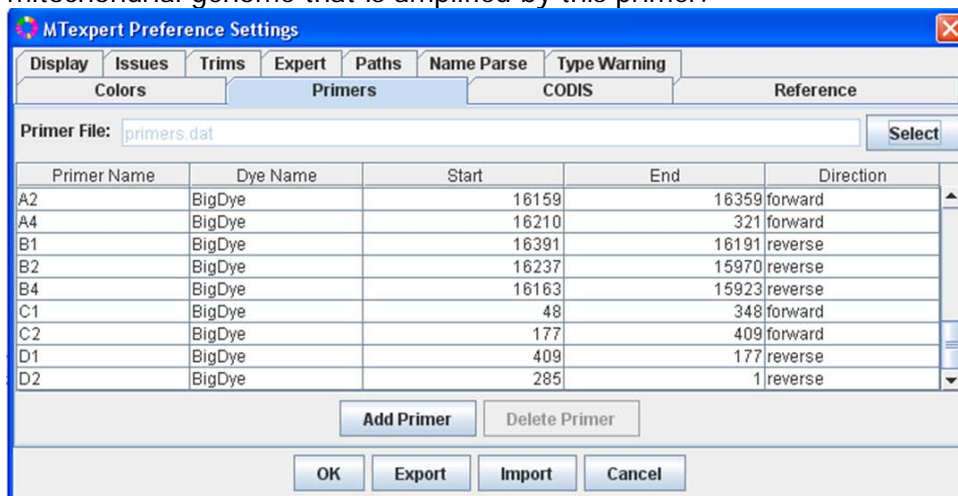 mitochondrial genome that is amplified by this primer.
MTexpert Preference Settings
Display Issues Trims Expert Paths Name Parse Type Warning
Colors Primers CODIS Reference
Primer File: primers.dat Select
Primer Name Dye Name Start End Direction
A2 BigDye 16159 16359 forward
A4 BigDye 16210 321 forward
B1 BigDye 16391 16191 reverse
B2 BigDye 16237 15970 reverse
B4 BigDye 16163 15923 reverse
C1 BigDye 48 348 forward
C2 BigDye 177 409 forward
D1 BigDye 409 177 reverse
D2 BigDye 285 1 reverse
Add Primer Delete Primer
OK Export Import Cancel